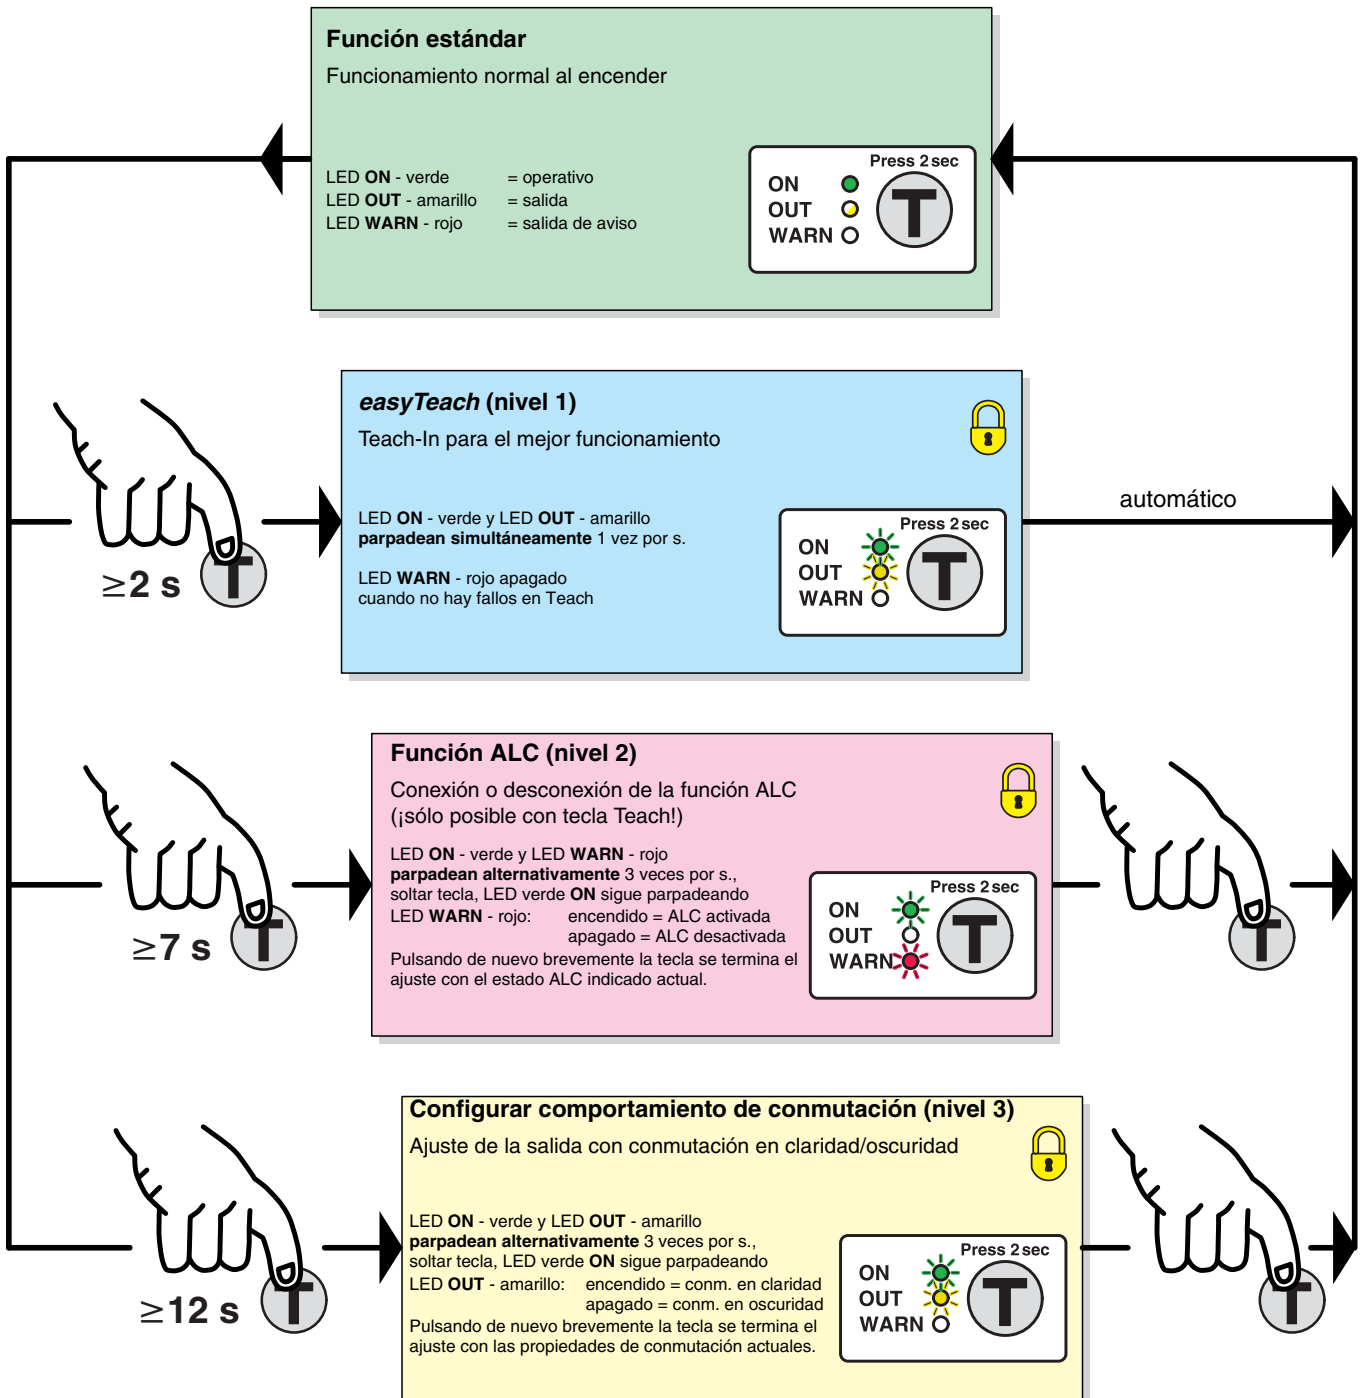 Función estándar
Funcionamiento normal al encender
LED ON - verde = operativo
LED OUT - amarillo = salida
LED WARN - rojo = salida de aviso
Press 2 sec
ON
OUT
WARN
T
easyTeach (nivel 1)
Teach-In para el mejor funcionamiento
LED ON - verde y LED OUT - amarillo
parpadean simultáneamente 1 vez por s.
LED WARN - rojo apagado
cuando no hay fallos en Teach
Press 2 sec
ON
OUT
WARN
T
≥2 s
T
automático
Función ALC (nivel 2)
Conexión o desconexión de la función ALC
(¡sólo posible con tecla Teach!)
LED ON - verde y LED WARN - rojo
parpadean alternativamente 3 veces por s.,
soltar tecla, LED verde ON sigue parpadeando
LED WARN - rojo: encendido = ALC activada
apagado = ALC desactivada
Pulsando de nuevo brevemente la tecla se termina el
ajuste con el estado ALC indicado actual.
Press 2 sec
ON
OUT
WARN
T
≥7 s
T
T
Configurar comportamiento de conmutación (nivel 3)
Ajuste de la salida con conmutación en claridad/oscuridad
LED ON - verde y LED OUT - amarillo
parpadean alternativamente 3 veces por s.,
soltar tecla, LED verde ON sigue parpadeando
LED OUT - amarillo: encendido = conm. en claridad
apagado = conm. en oscuridad
Pulsando de nuevo brevemente la tecla se termina el
ajuste con las propiedades de conmutación actuales.
Press 2 sec
ON
OUT
WARN
T
≥12 s
T
T